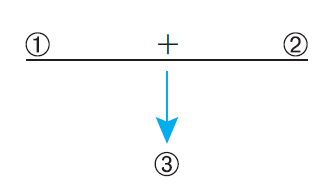 ① + ②
③